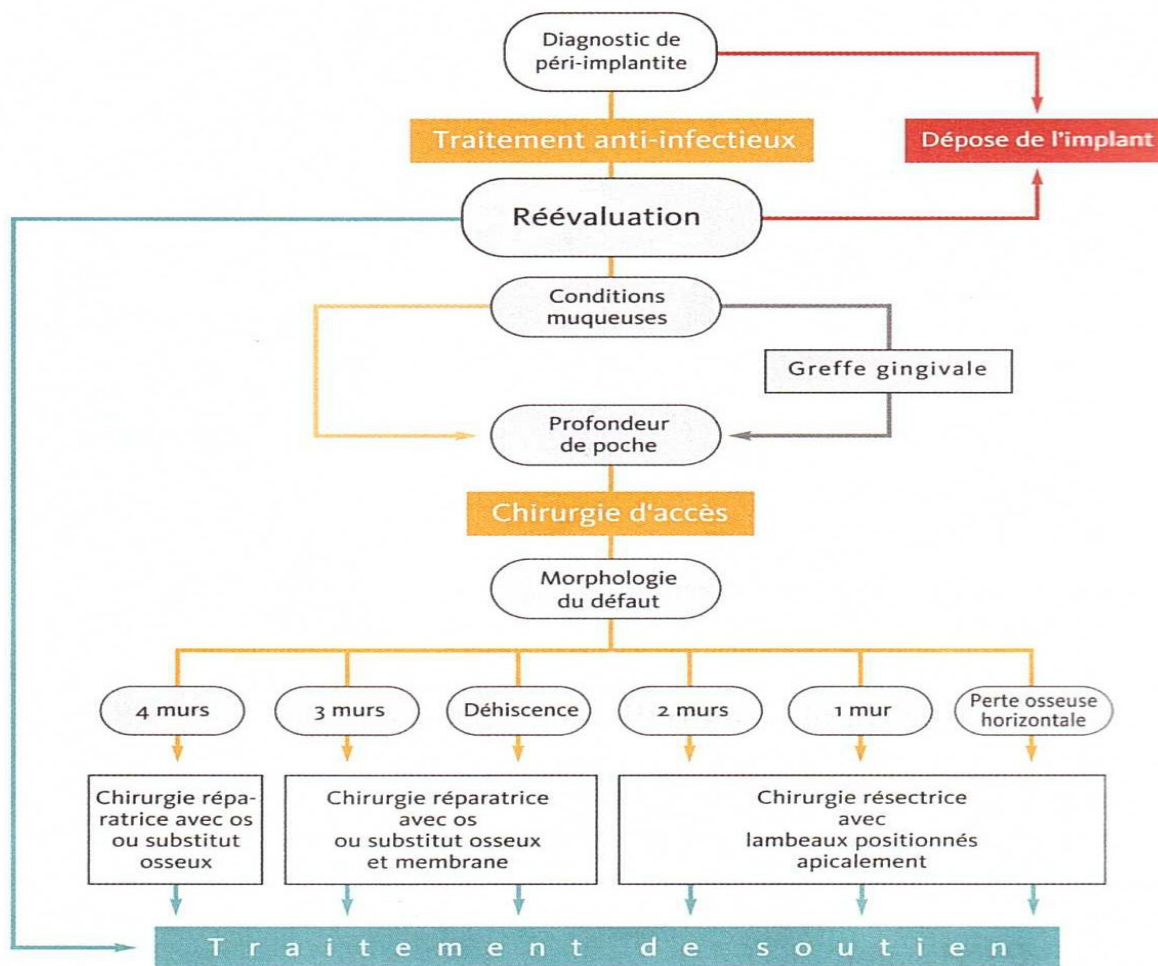 Diagnostic de
péri-implantite
Traitement anti-infectieux
Dépose de l'implant
Réévaluation
Conditions
muqueuses
Greffe gingivale
Profondeur
de poche
Chirurgie d'accès
Morphologie
du défaut
4 murs
3 murs
Déhiscence
2 murs
1 mur
Perte osseuse
horizontale
Chirurgie répa-
ratrice avec os
ou substitut
osseux
Chirurgie réparatrice
avec os
ou substitut osseux
et membrane
Chirurgie résectrice
avec
lambeaux positionnés
apicalement
Traitement de soutien